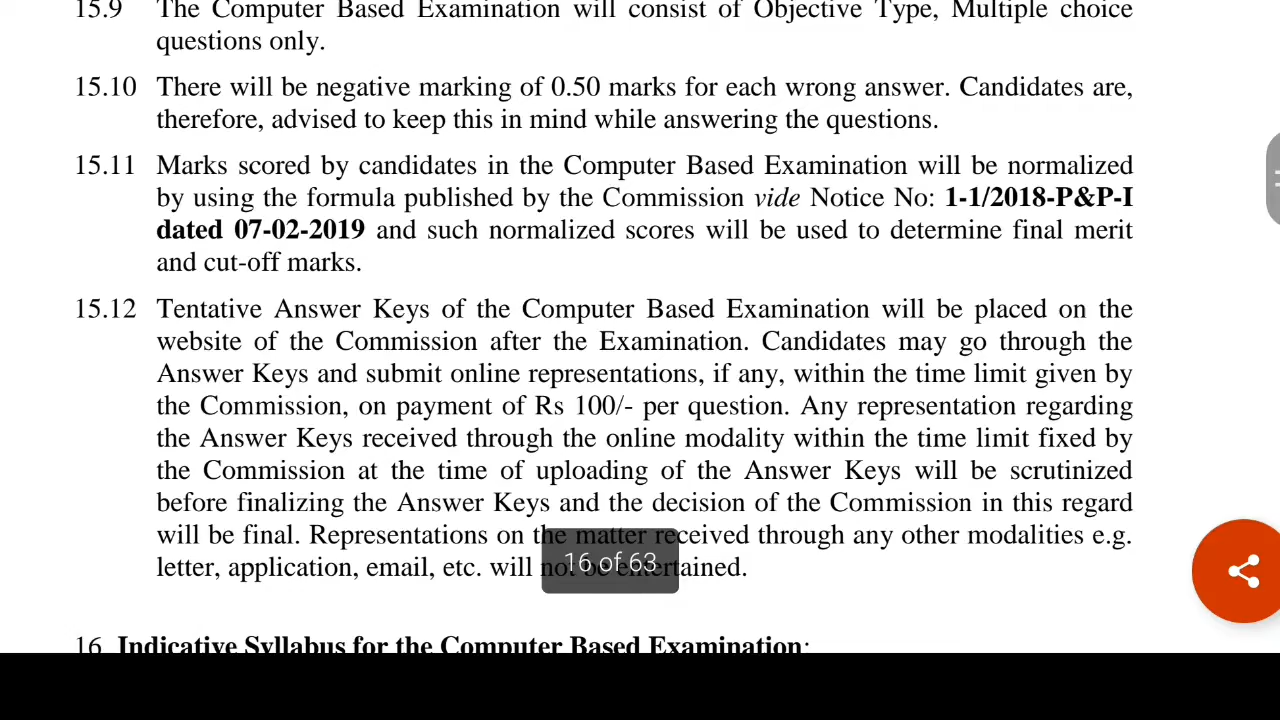 15.9 The Computer Based Examination will consist of Objective Type, Multiple choice
questions only.
15.10 There will be negative marking of 0.50 marks for each wrong answer. Candidates are,
therefore, advised to keep this in mind while answering the questions.
15.11 Marks scored by candidates in the Computer Based Examination will be normalized
by using the formula published by the Commission vide Notice No: 1-1/2018-P&P-I
dated 07-02-2019 and such normalized scores will be used to determine final merit
and cut-off marks.
15.12 Tentative Answer Keys of the Computer Based Examination will be placed on the
website of the Commission after the Examination. Candidates may go through the
Answer Keys and submit online representations, if any, within the time limit given by
the Commission, on payment of Rs 100/- per question. Any representation regarding
the Answer Keys received through the online modality within the time limit fixed by
the Commission at the time of uploading of the Answer Keys will be scrutinized
before finalizing the Answer Keys and the decision of the Commission in this regard
will be final. Representations on the matter received through any other modalities e.g.
letter, application, email, etc. will not be entertained.
16 of 63
16. Indicative Syllabus for the Computer Based Examination: